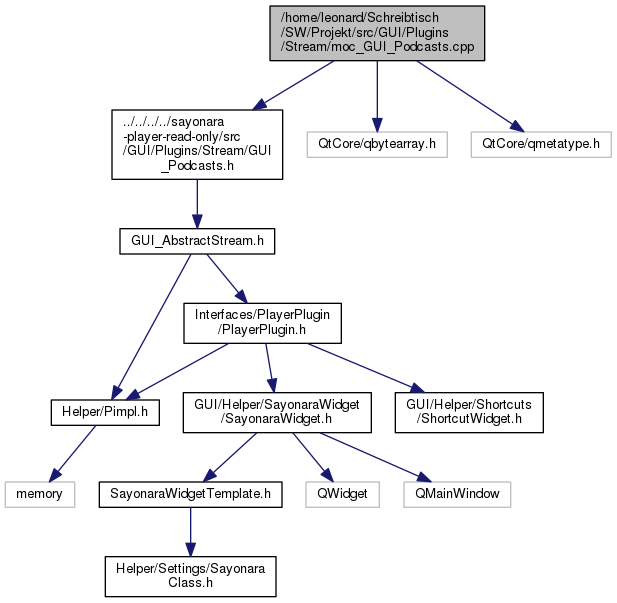 /home/leonard/Schreibtisch
/SW/Projekt/src/GUI/Plugins
/Stream/moc_GUI_Podcasts.cpp
../../../../../sayonara
-player-read-only/src
/GUI/Plugins/Stream/GUI
_Podcasts.h
QtCore/qbytearray.h
QtCore/qmetatype.h
GUI_AbstractStream.h
Interfaces/PlayerPlugin
/PlayerPlugin.h
Helper/Pimpl.h
GUI/Helper/SayonaraWidget
/SayonaraWidget.h
GUI/Helper/Shortcuts
/ShortcutWidget.h
memory
SayonaraWidgetTemplate.h
QWidget
QMainWindow
Helper/Settings/Sayonara
Class.h